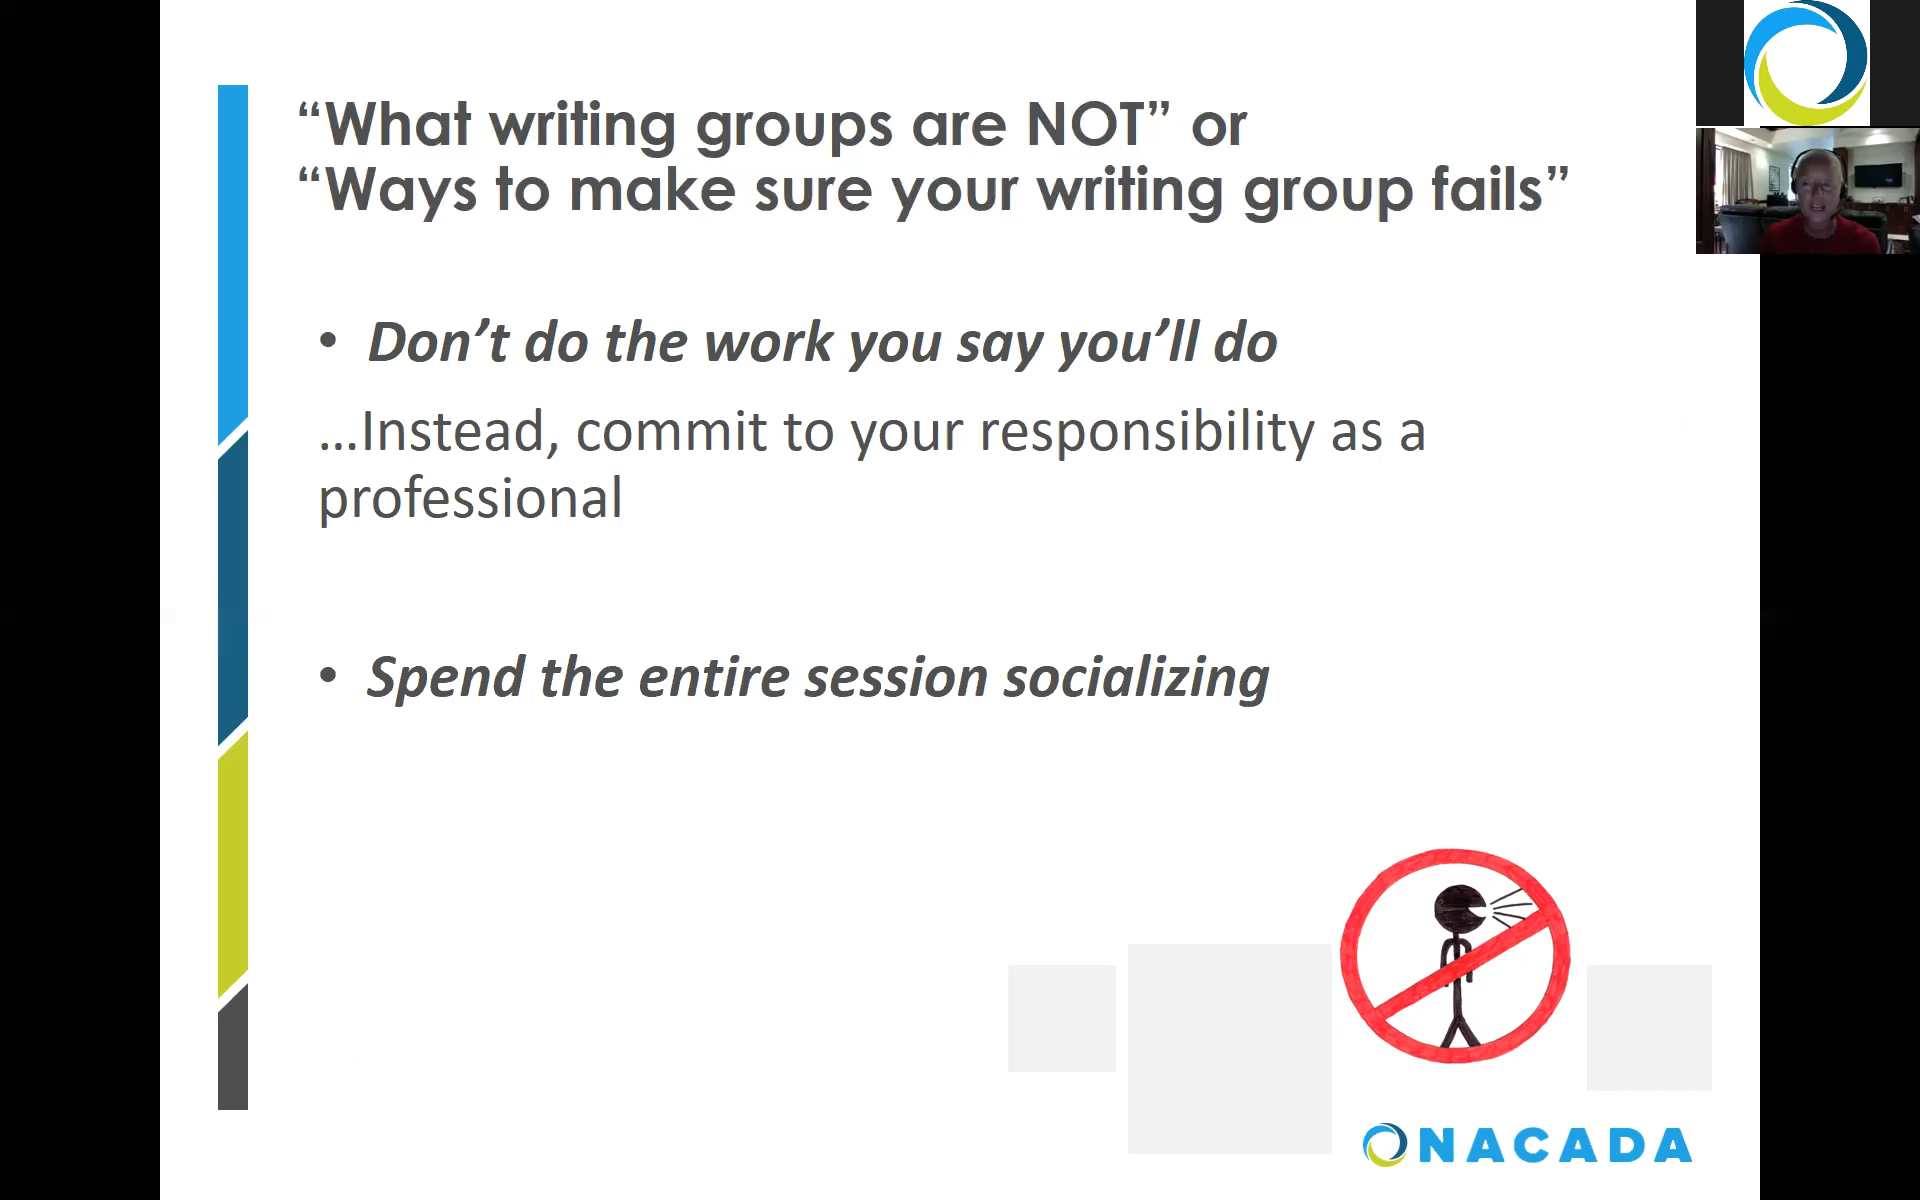 “What writing groups are NOT” or
“Ways to make sure your writing group fails”
• Don’t do the work you say you’ll do
...Instead, commit to your responsibility as a
professional
• Spend the entire session socializing
NACADA